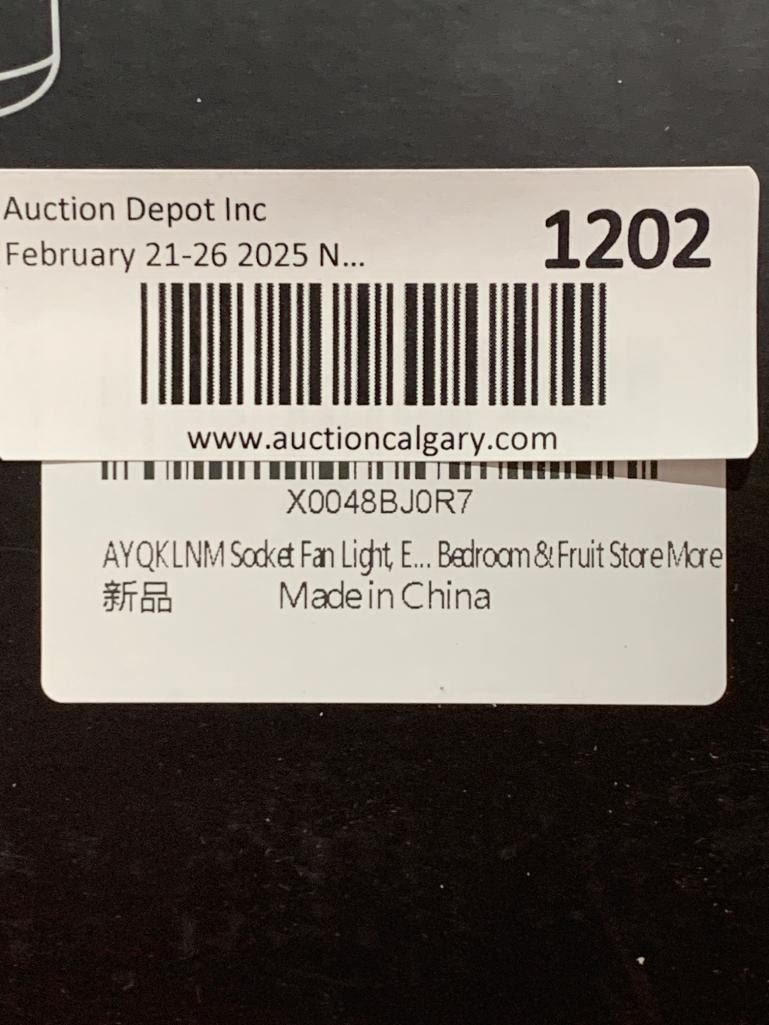 Auction Depot Inc
February 21-26 2025 N...
1202
www.auctioncalgary.com
X0048BJ0R7
AYQKLNM Socket Fan Light, E... Bedroom & Fruit Store More
新品 Made in China